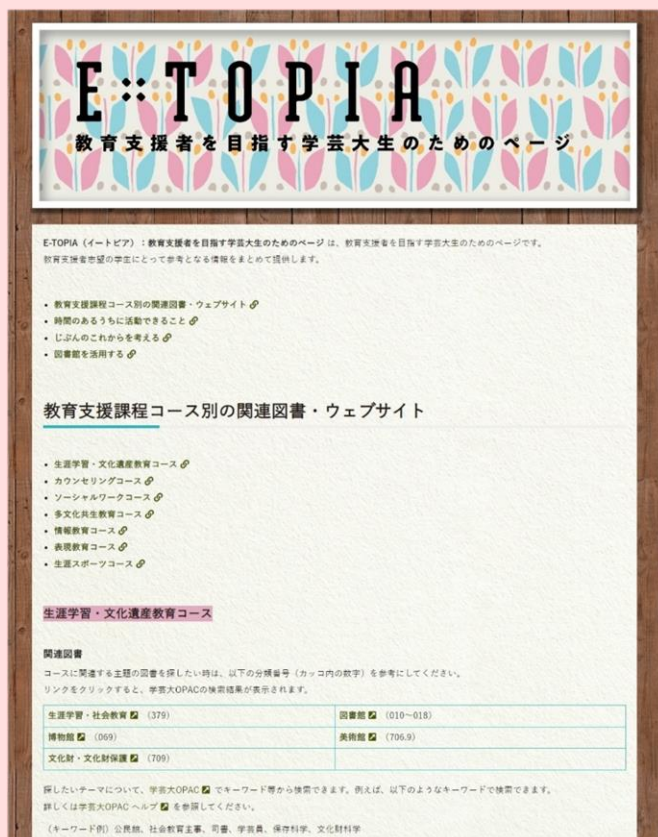 E::TOPIA
教育支援者を目指す学芸大生のためのページ
E-TOPIA（イートピア）：教育支援者を目指す学芸大生のためのページ は、教育支援者を目指す学芸大生のためのページです。
教育支援者志望の学生にとって参考となる情報をまとめて提供します。
• 教育支援課程コース別の関連図書・ウェブサイト
• 時間のあるうちに活動できること
• じぶんのこれからを考える
• 図書館を活用する
教育支援課程コース別の関連図書・ウェブサイト
• 生涯学習・文化遺産教育コース
• カウンセリングコース
• ソーシャルワークコース
• 多文化共生教育コース
• 情報教育コース
• 表現教育コース
• 生涯スポーツコース
生涯学習・文化遺産教育コース
関連図書
コースに関連する主題の図書を探したい時は、以下の分類番号（カッコ内の数字）を参考にしてください。
リンクをクリックすると、学芸大OPACの検索結果が表示されます。
生涯学習・社会教育 （379） 図書館 （010～018）
博物館 （069） 美術館 （706.9）
文化財・文化財保護 （709）
探したいテーマについて、学芸大OPAC でキーワード等から検索できます。例えば、以下のようなキーワードで検索できます。
詳しくは学芸大OPAC ヘルプ を参照してください。
（キーワード例）公民館、社会教育主事、司書、学芸員、保存科学、文化財科学